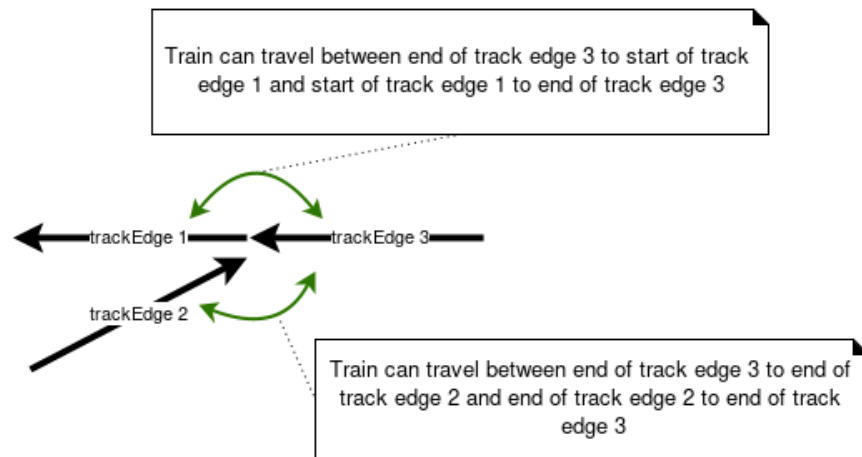 Train can travel between end of track edge 3 to start of track
edge 1 and start of track edge 1 to end of track edge 3
trackEdge 1
trackEdge 3
trackEdge 2
Train can travel between end of track edge 3 to end of
track edge 2 and end of track edge 2 to end of track
edge 3